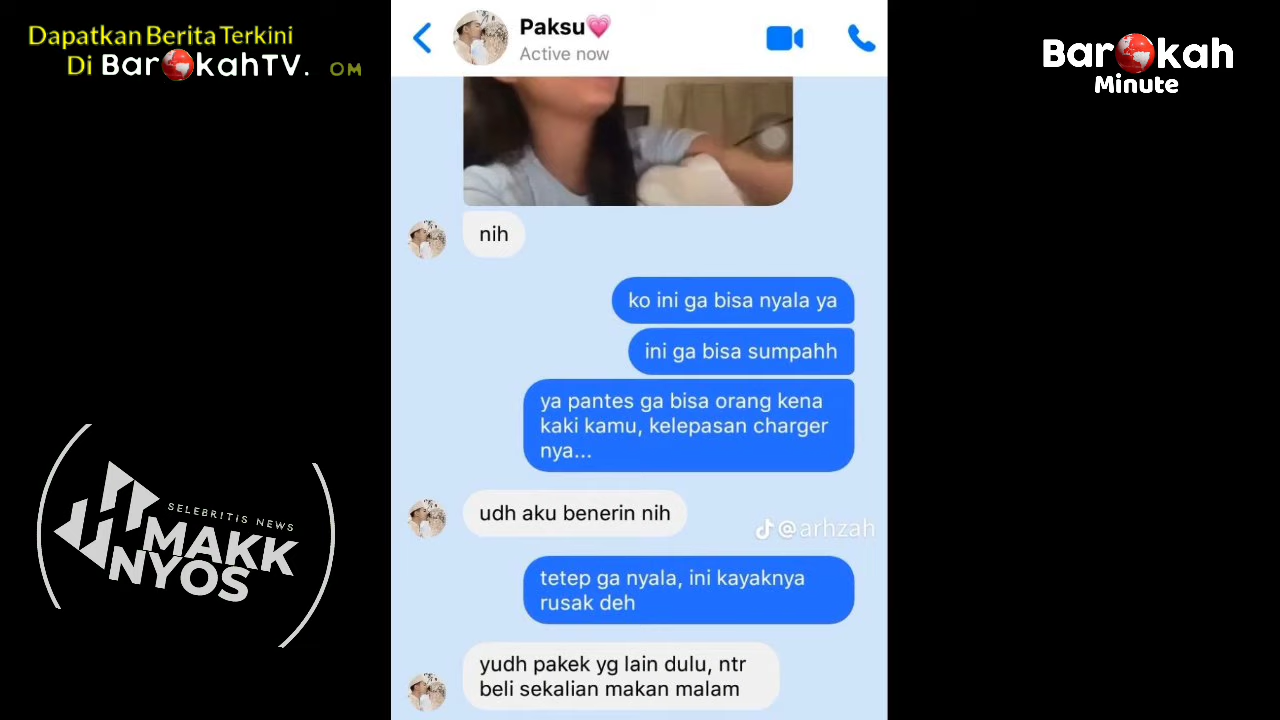 Dapatkan Berita Terkini
Di BarokahTV.
OM
Paksu💗
Active now
Barokah
Minute
nih
ko ini ga bisa nyala ya
ini ga bisa sumpahh
ya pantes ga bisa orang kena
kaki kamu, kelepasan charger
nya...
udh aku benerin nih
@arhzah
tetep ga nyala, ini kayaknya
rusak deh
yudh pakek yg lain dulu, ntr
beli sekalian makan malam
SELEBRITIS NEWS
MAKK
NYOS